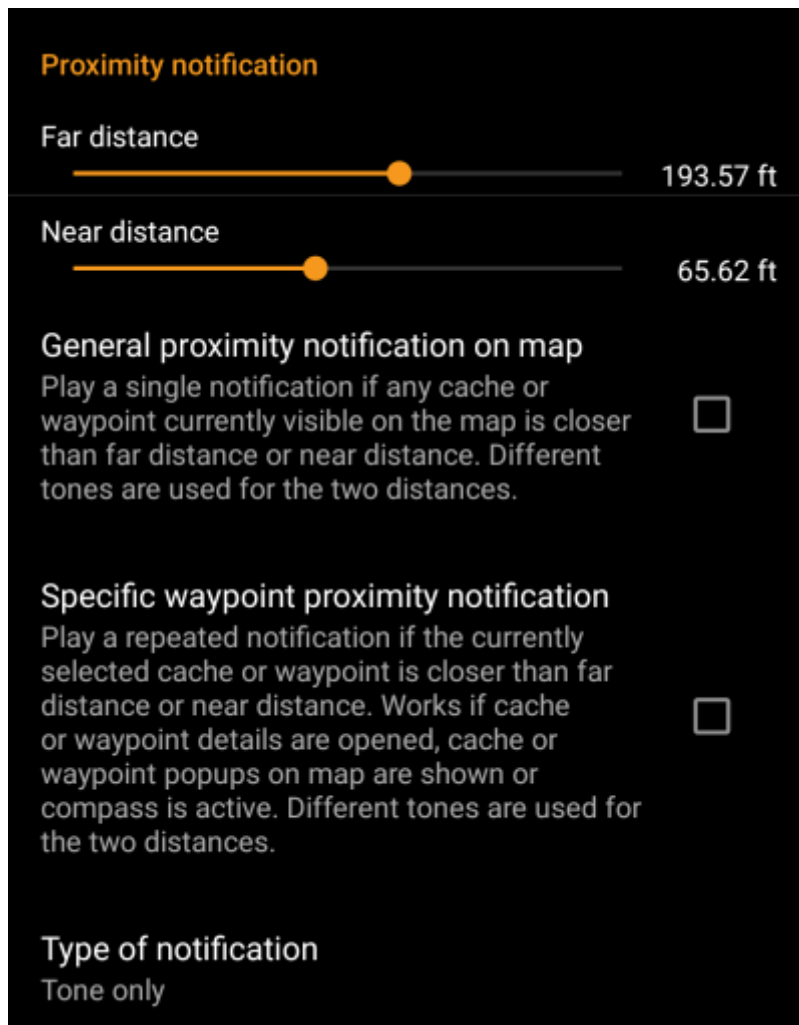 Proximity notification
Far distance
193.57 ft
Near distance
65.62 ft
General proximity notification on map
Play a single notification if any cache or
waypoint currently visible on the map is closer
than far distance or near distance. Different
tones are used for the two distances.
Specific waypoint proximity notification
Play a repeated notification if the currently
selected cache or waypoint is closer than far
distance or near distance. Works if cache
or waypoint details are opened, cache or
waypoint popups on map are shown or
compass is active. Different tones are used for
the two distances.
Type of notification
Tone only